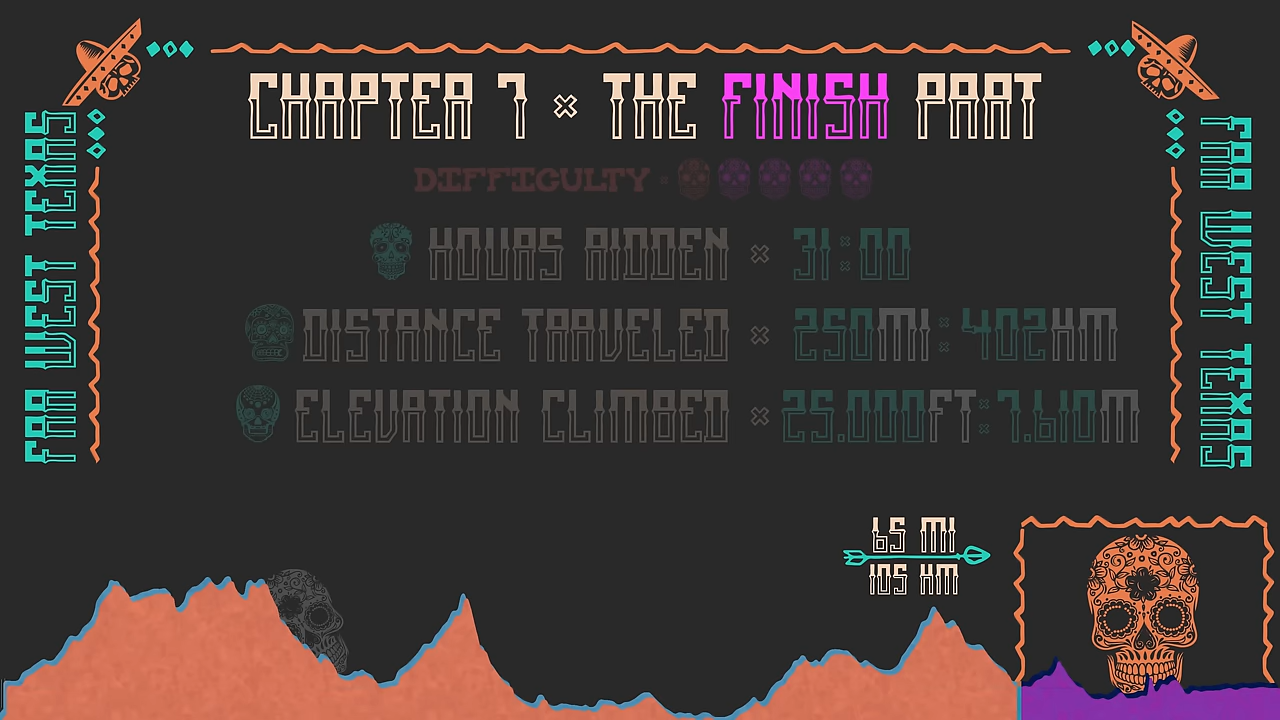 CHAPTER 7 × THE FINISH PART
DIFFICULTY
HOURS RIDDEN × 31:00
DISTANCE TRAVELED × 250MI : 402KM
ELEVATION CLIMBED × 25.000FT : 7.610M
FAR WEST TEXAS
FAR WEST TEXAS
65 MI
105 KM